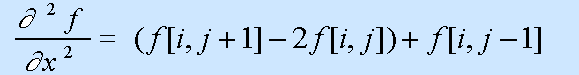 ∂²f/∂x² = (f[i, j+1]−2f[i, j])+ f[i, j−1]